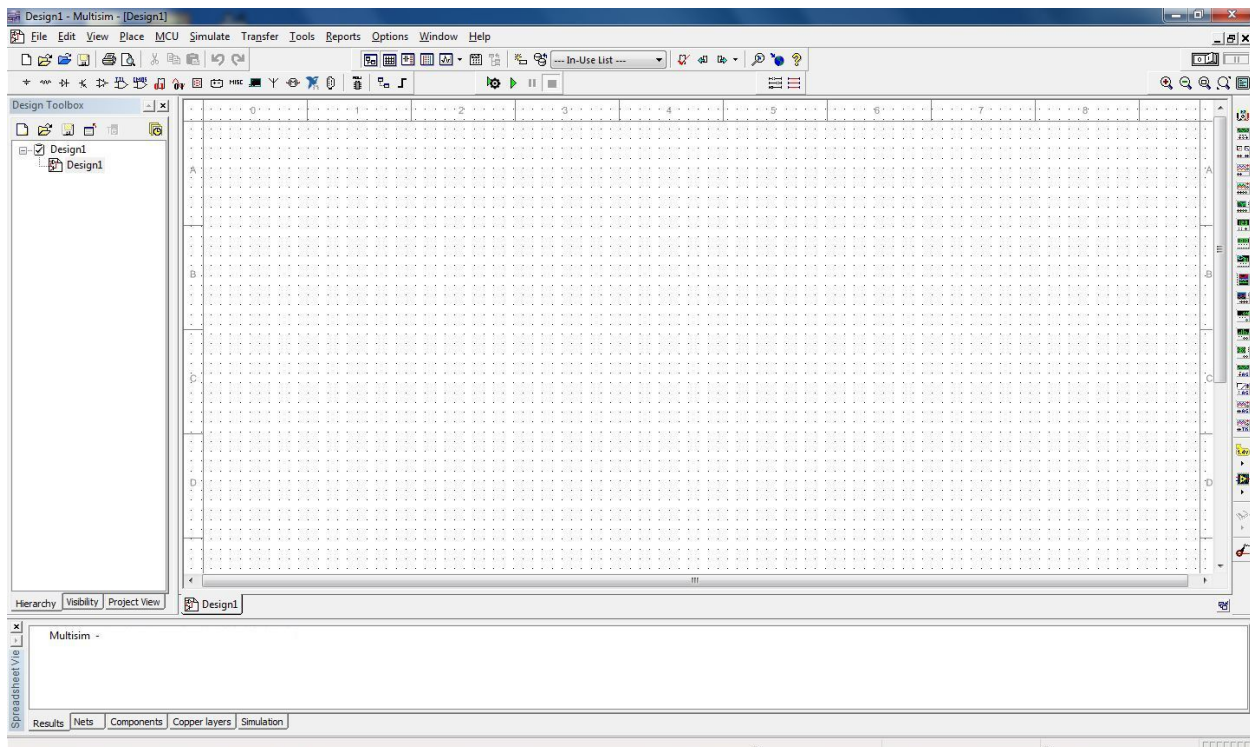 Design1 - Multisim - [Design1]
File Edit View Place MCU Simulate Transfer Tools Reports Options Window Help
--- In-Use List ---
MISC
Design Toolbox
0 1 2 3 4 5 6 7 8
Design1
Design1
A A
B B
C C
D D
Hierarchy Visibility Project View
Design1
Multisim -
Spreadsheet Vie
Results Nets Components Copper layers Simulation